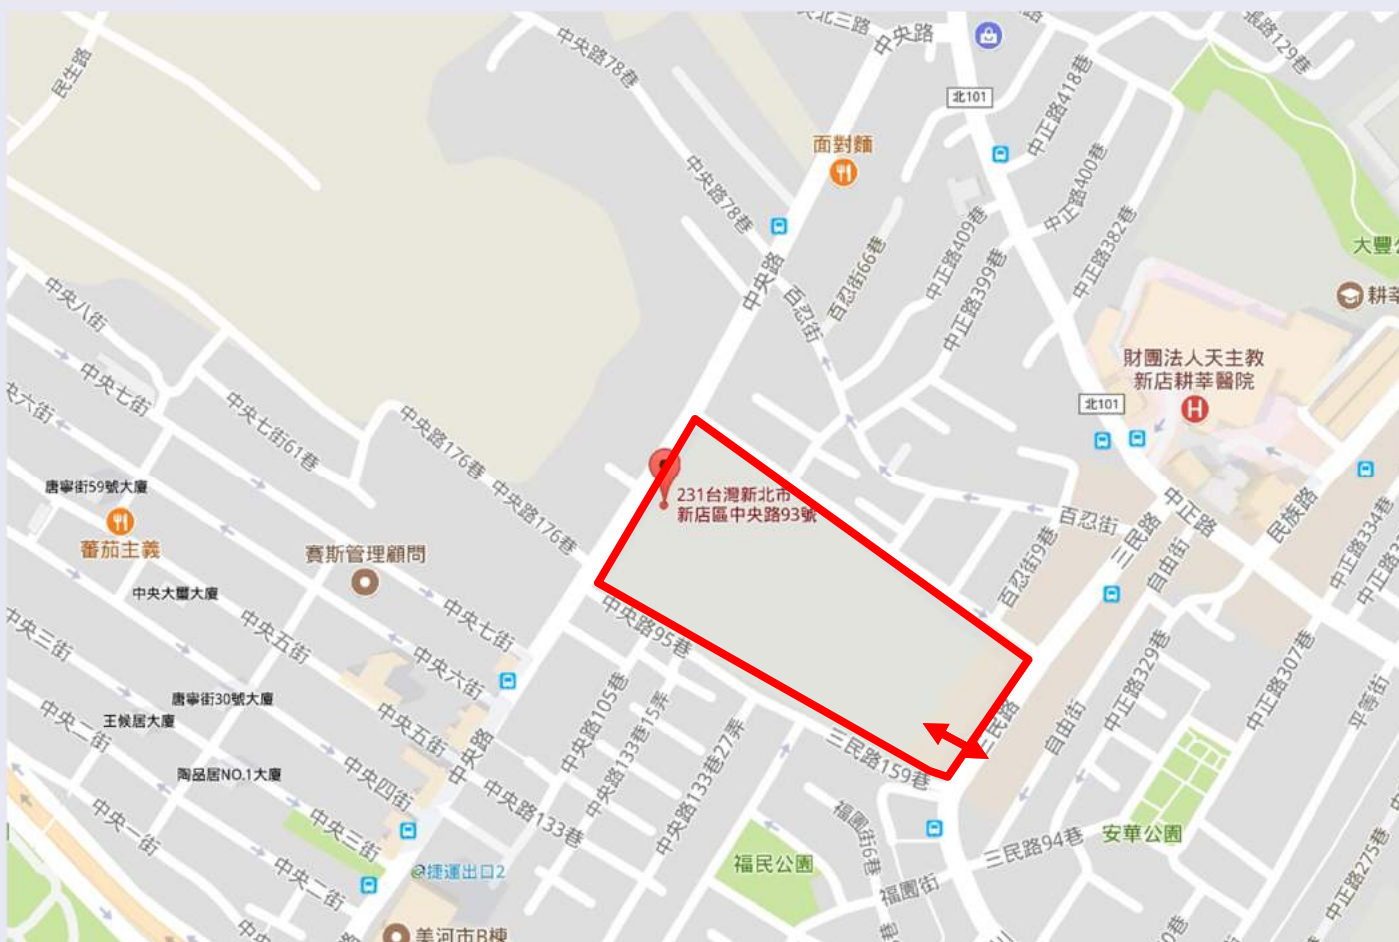 中央路
民生路
中央路78巷
張路129巷
北101
中正路418巷
面對麵
中央路78巷
中正路400巷
百忍街66巷
中正路409巷
中正路382巷
中正路399巷
中央路
百忍街
中央八街
財團法人天主教
新店耕莘醫院
中央七街
北101
中央七街61巷
中央路176巷
唐寧街59號大廈
中央路176巷
231台灣新北市
新店區中央路93號
蕃茄主義
賽斯管理顧問
百忍街
三民路
中正路
民族路
中正路334巷
自由街
百忍街9巷
中央大璽大廈
中央五街
中央七街
中央路95巷
中央三街
中央六街
中央路105巷
中央路133巷15弄
中正路329巷
中正路307巷
平等街
唐寧街30號大廈
王候居大廈
中央二街
中央五街
中央路
三民路
自由街
三民路159巷
陶品居NO.1大廈
中央四街
中央路133巷
中央路133巷27弄
中央一街
中央三街
福園街6巷
三民路94巷
安華公園
捷運出口2
福民公園
中央二街
福園街
中正路275巷
美河市B棟